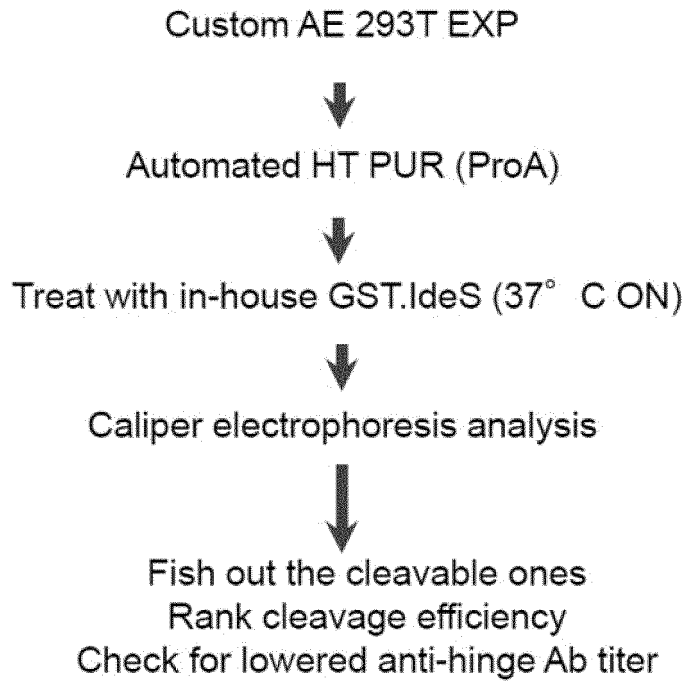 Custom AE 293T EXP
Automated HT PUR (ProA)
Treat with in-house GST.IdeS (37° C ON)
Caliper electrophoresis analysis
Fish out the cleavable ones
Rank cleavage efficiency
Check for lowered anti-hinge Ab titer